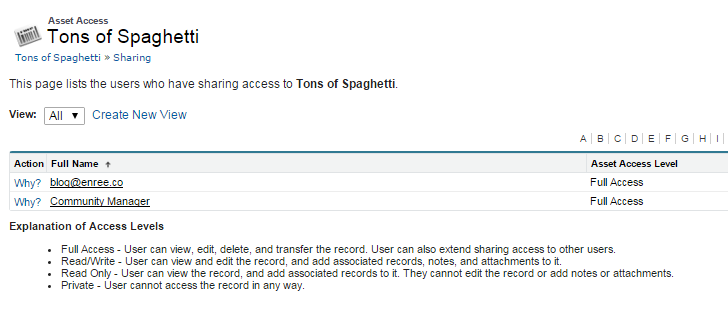 Asset Access
Tons of Spaghetti
Tons of Spaghetti » Sharing
This page lists the users who have sharing access to Tons of Spaghetti.
View: All ▼ Create New View
A | B | C | D | E | F | G | H | I |
Action Full Name ↑ Asset Access Level
Why? blog@enree.co Full Access
Why? Community Manager Full Access
Explanation of Access Levels
• Full Access - User can view, edit, delete, and transfer the record. User can also extend sharing access to other users.
• Read/Write - User can view and edit the record, and add associated records, notes, and attachments to it.
• Read Only - User can view the record, and add associated records to it. They cannot edit the record or add notes or attachments.
• Private - User cannot access the record in any way.